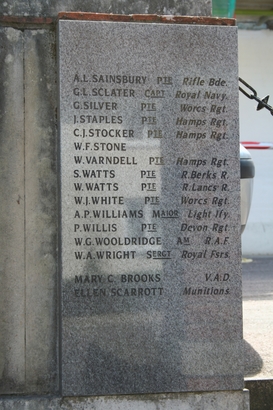 A.L. SAINSBURY PTE Rifle Bde.
G.L. SCLATER CAPT Royal Navy.
G. SILVER PTE Worcs Rgt.
J. STAPLES PTE Hamps Rgt.
C.J. STOCKER PTE Hamps Rgt.
W.F. STONE
W. VARNDELL PTE Hamps Rgt.
S. WATTS PTE R. Berks R.
W. WATTS PTE R. Lancs R.
W.J. WHITE PTE Worcs Rgt.
A.P. WILLIAMS MAJOR Light Ify.
P. WILLIS PTE Devon Rgt.
W.G. WOOLDRIDGE AM R.A.F.
W.A. WRIGHT SERGT Royal Fsrs.
MARY C. BROOKS V.A.D.
ELLEN SCARROTT Munitions.